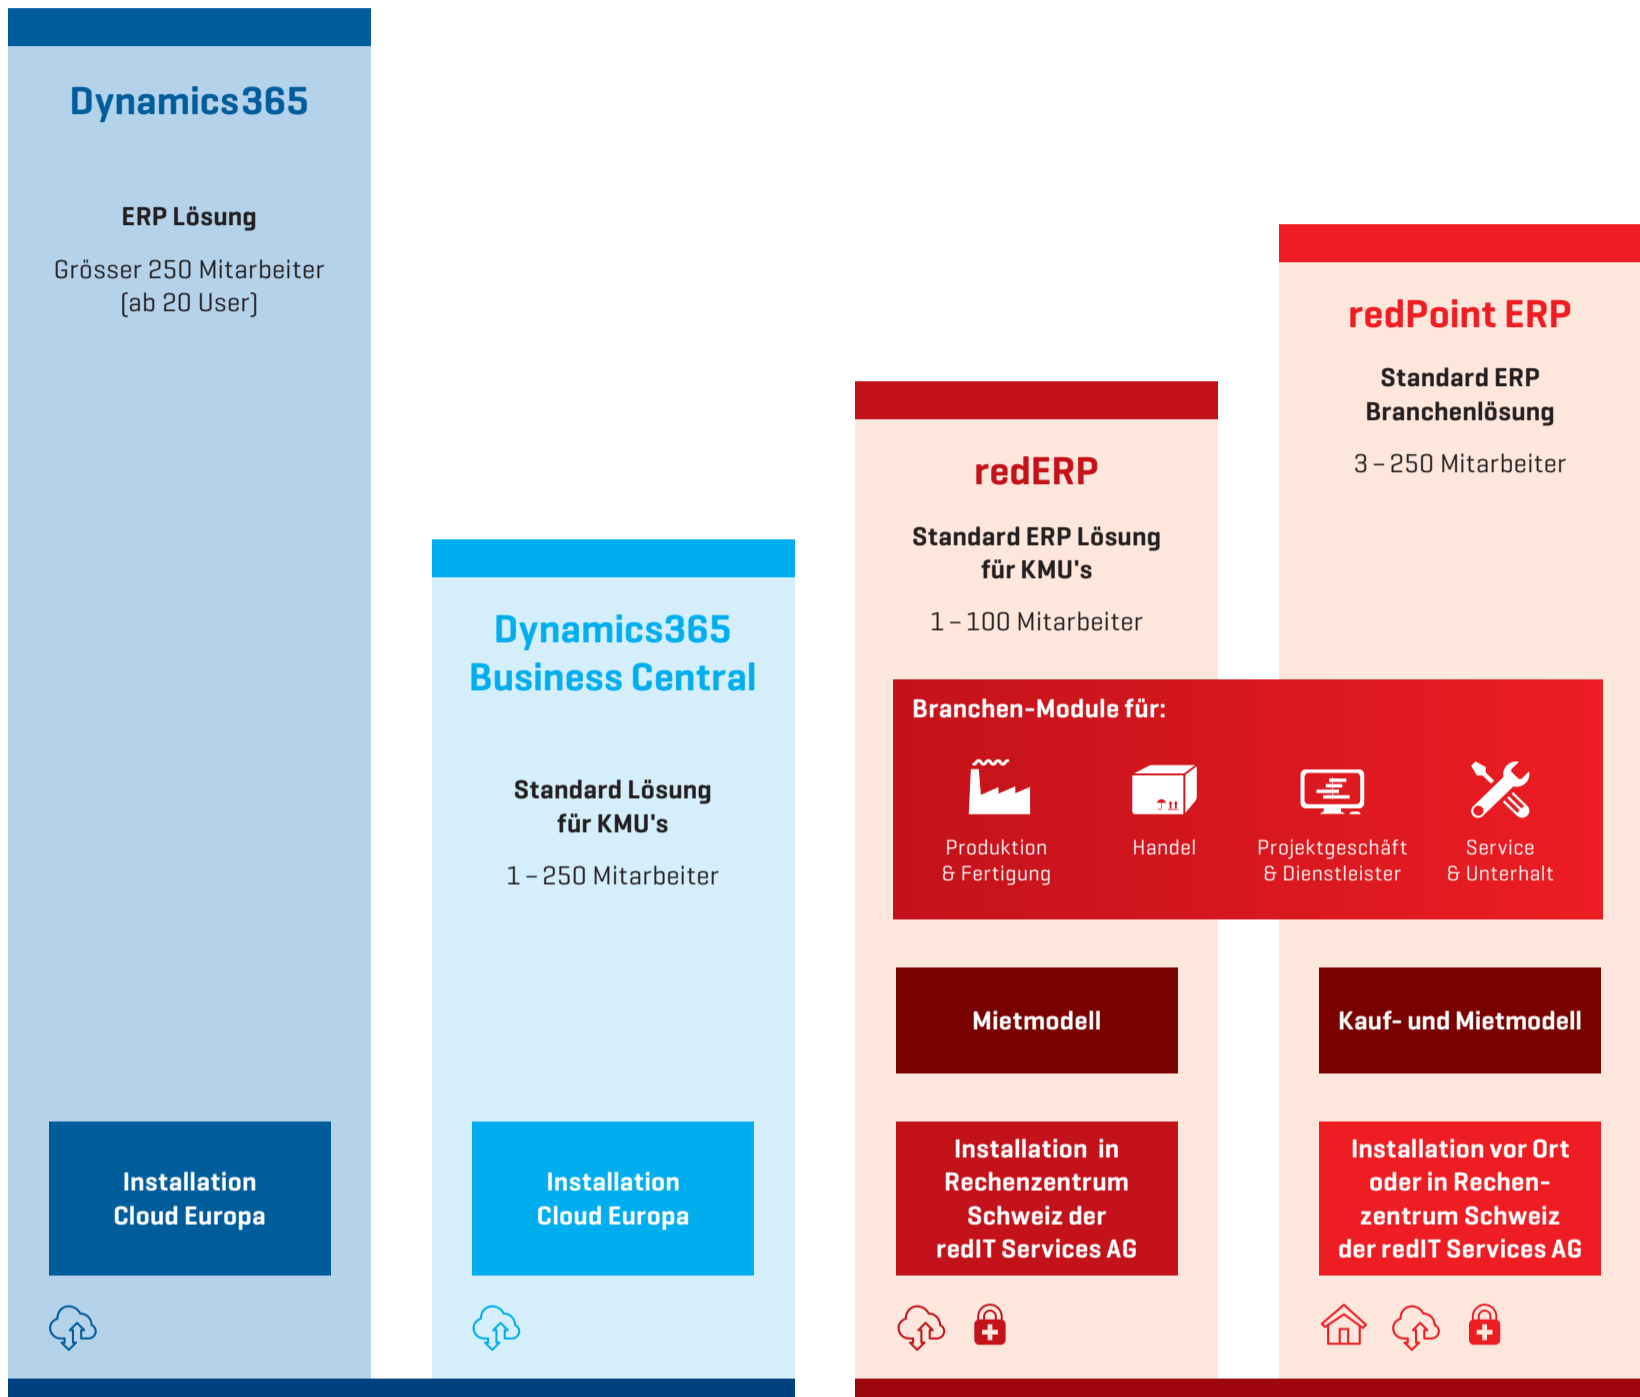 Dynamics365
ERP Lösung
Grösser 250 Mitarbeiter
(ab 20 User)
Installation
Cloud Europa
Dynamics365
Business Central
Standard Lösung
für KMU's
1 – 250 Mitarbeiter
Installation
Cloud Europa
redERP
Standard ERP Lösung
für KMU's
1 – 100 Mitarbeiter
redPoint ERP
Standard ERP
Branchenlösung
3 – 250 Mitarbeiter
Branchen-Module für:
Produktion
& Fertigung
Handel
Projektgeschäft
& Dienstleister
Service
& Unterhalt
Mietmodell
Installation in
Rechenzentrum
Schweiz der
redIT Services AG
Kauf- und Mietmodell
Installation vor Ort
oder in Rechen-
zentrum Schweiz
der redIT Services AG